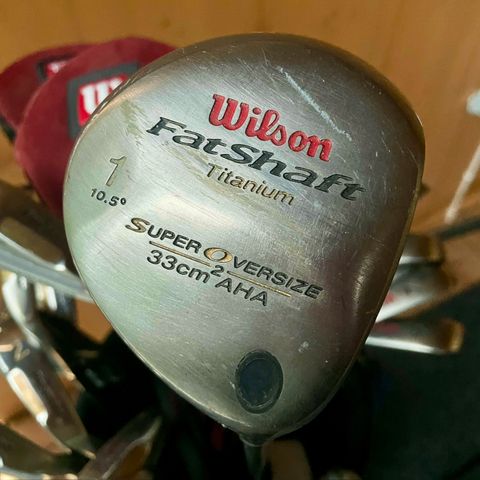 Wilson
FatShaft
Titanium
1
10.5°
SUPER OVERSIZE
33cm² AHA